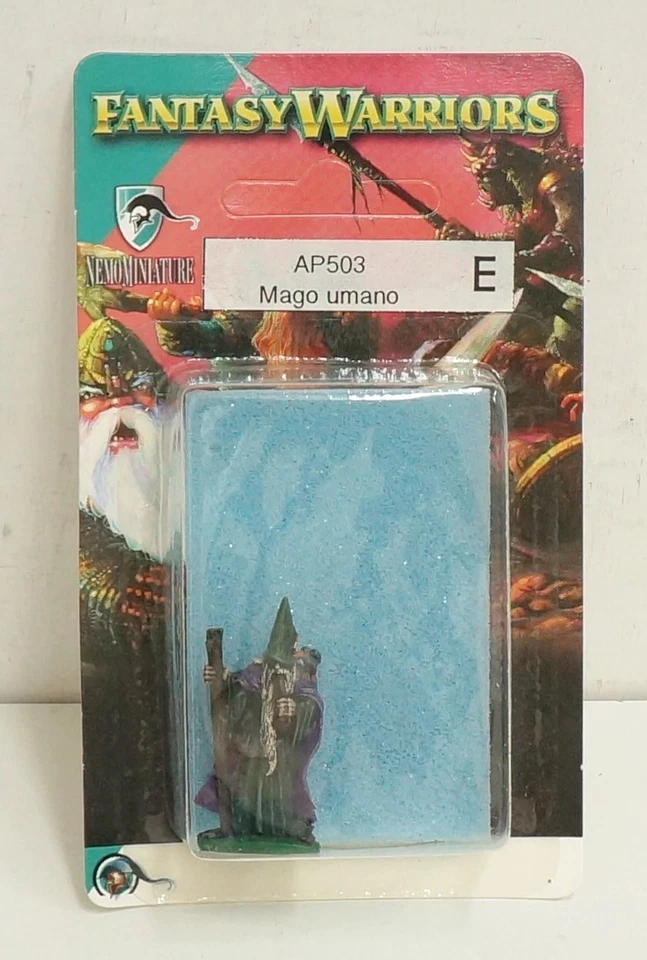 FANTASY WARRIORS
NEMOMINIATURE
AP503
Mago umano
E